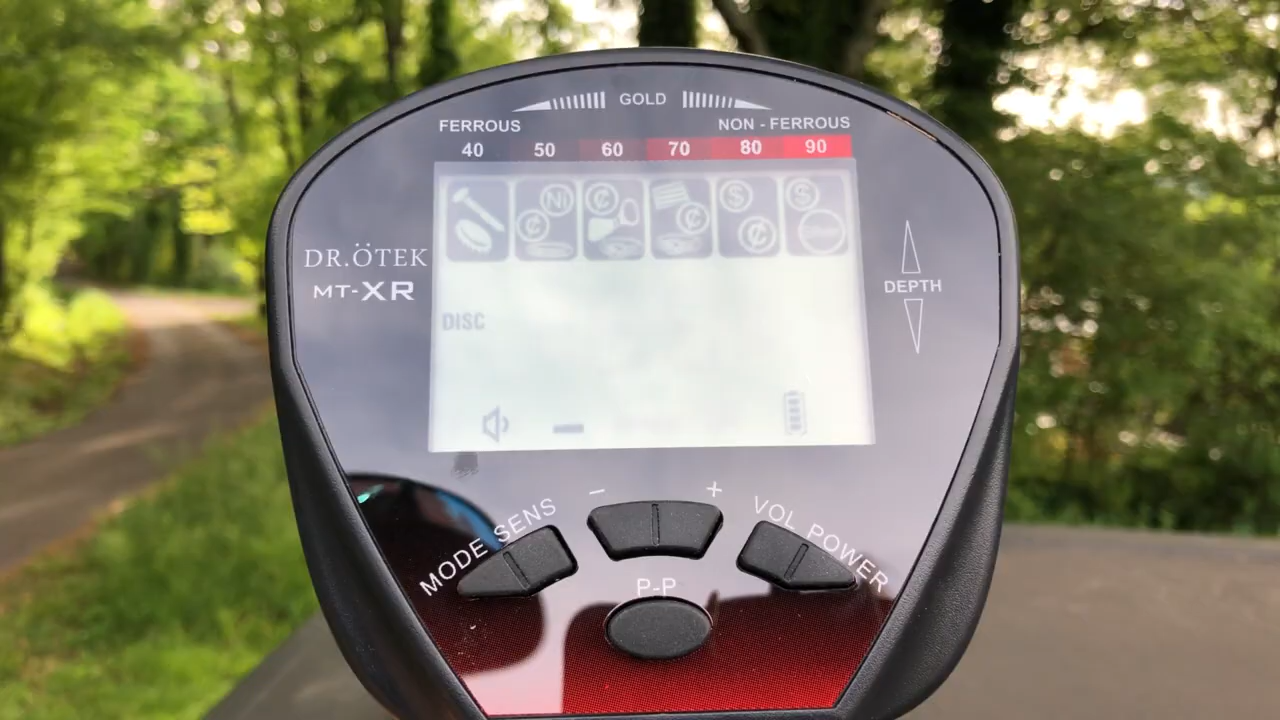 GOLD
FERROUS NON - FERROUS
40 50 60 70 80 90
Ni ¢ $ $
¢ ¢ ¢
DR.ÖTEK
MT-XR
DEPTH
DISC
- +
MODE SENS VOL POWER
P-P